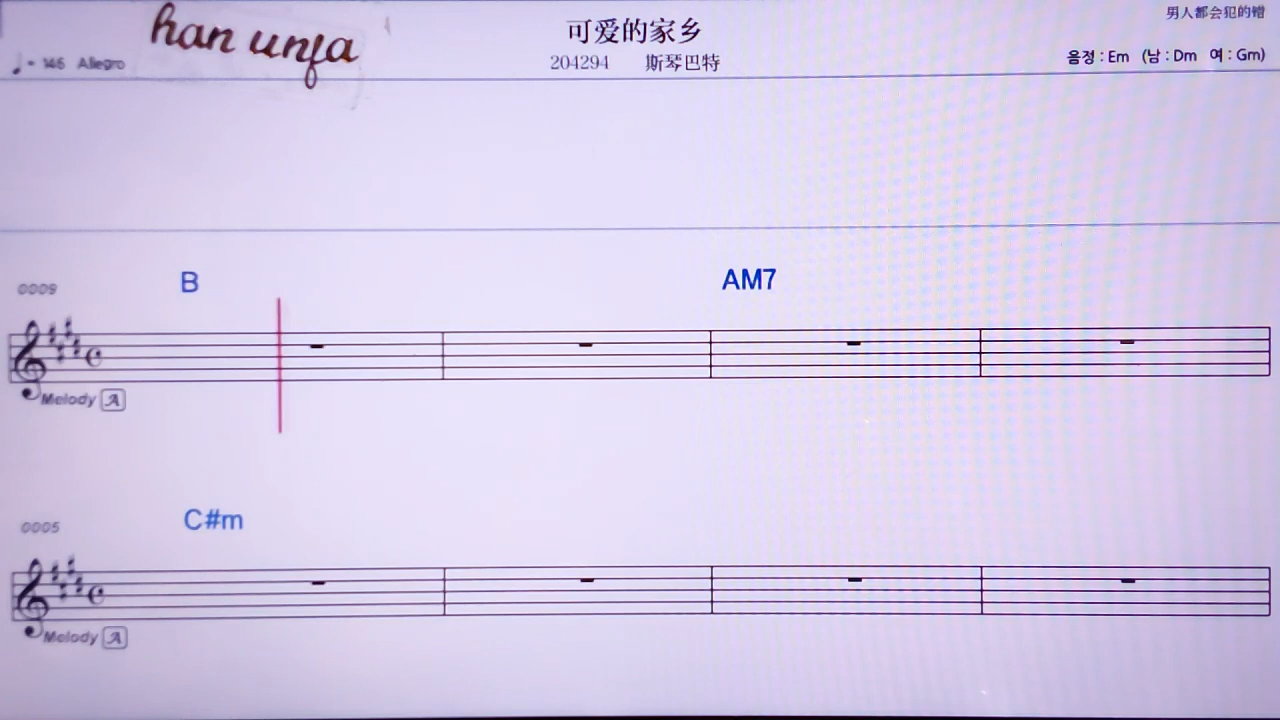 han unfa
可爱的家乡
男人都会犯的错
♩= 146 Allegro
204294 斯琴巴特
음정 : Em (남 : Dm 여 : Gm)
0009
B
AM7
Melody A
0005
C#m
Melody A